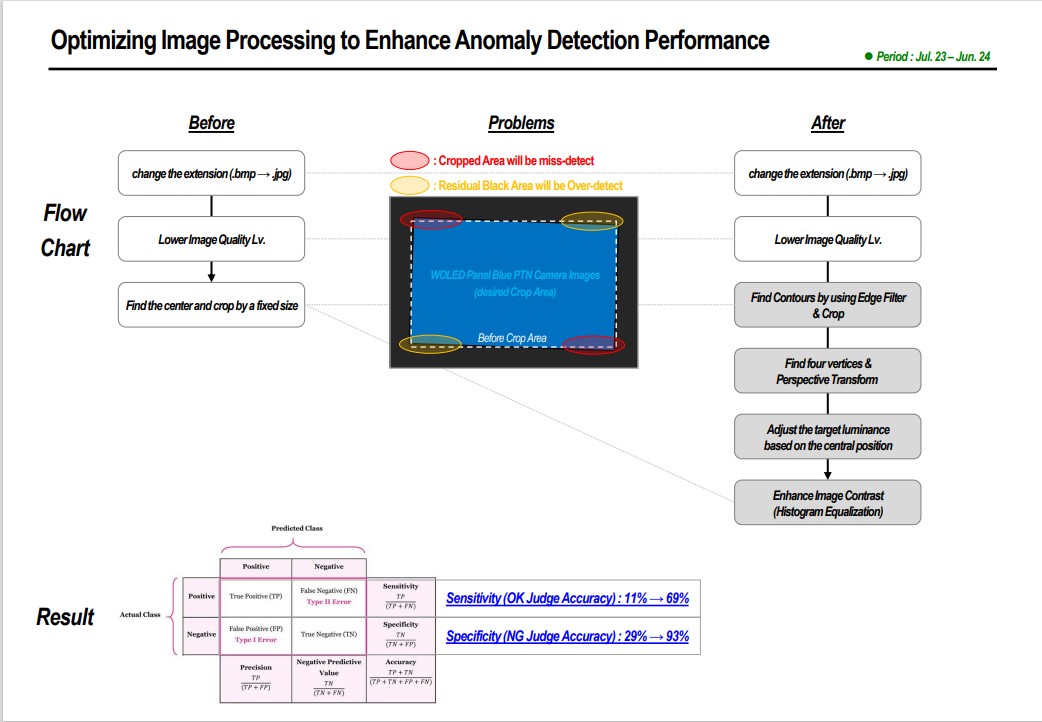 Optimizing Image Processing to Enhance Anomaly Detection Performance
● Period : Jul. 23 – Jun. 24
Before
Problems
After
Flow
Chart
change the extension (.bmp → .jpg)
Lower Image Quality Lv.
Find the center and crop by a fixed size
: Cropped Area will be miss-detect
: Residual Black Area will be Over-detect
WOLED Panel Blue PTN Camera Images
(desired Crop Area)
Before Crop Area
change the extension (.bmp → .jpg)
Lower Image Quality Lv.
Find Contours by using Edge Filter
& Crop
Find four vertices &
Perspective Transform
Adjust the target luminance
based on the central position
Enhance Image Contrast
(Histogram Equalization)
Result
Predicted Class
Positive
Negative
Actual Class
Positive
True Positive (TP)
False Negative (FN)
Type II Error
Sensitivity
TP
(TP + FN)
Sensitivity (OK Judge Accuracy) : 11% → 69%
Negative
False Positive (FP)
Type I Error
True Negative (TN)
Specificity
TN
(TN + FP)
Specificity (NG Judge Accuracy) : 29% → 93%
Precision
TP
(TP + FP)
Negative Predictive
Value
TN
(TN + FN)
Accuracy
TP + TN
(TP + TN + FP + FN)